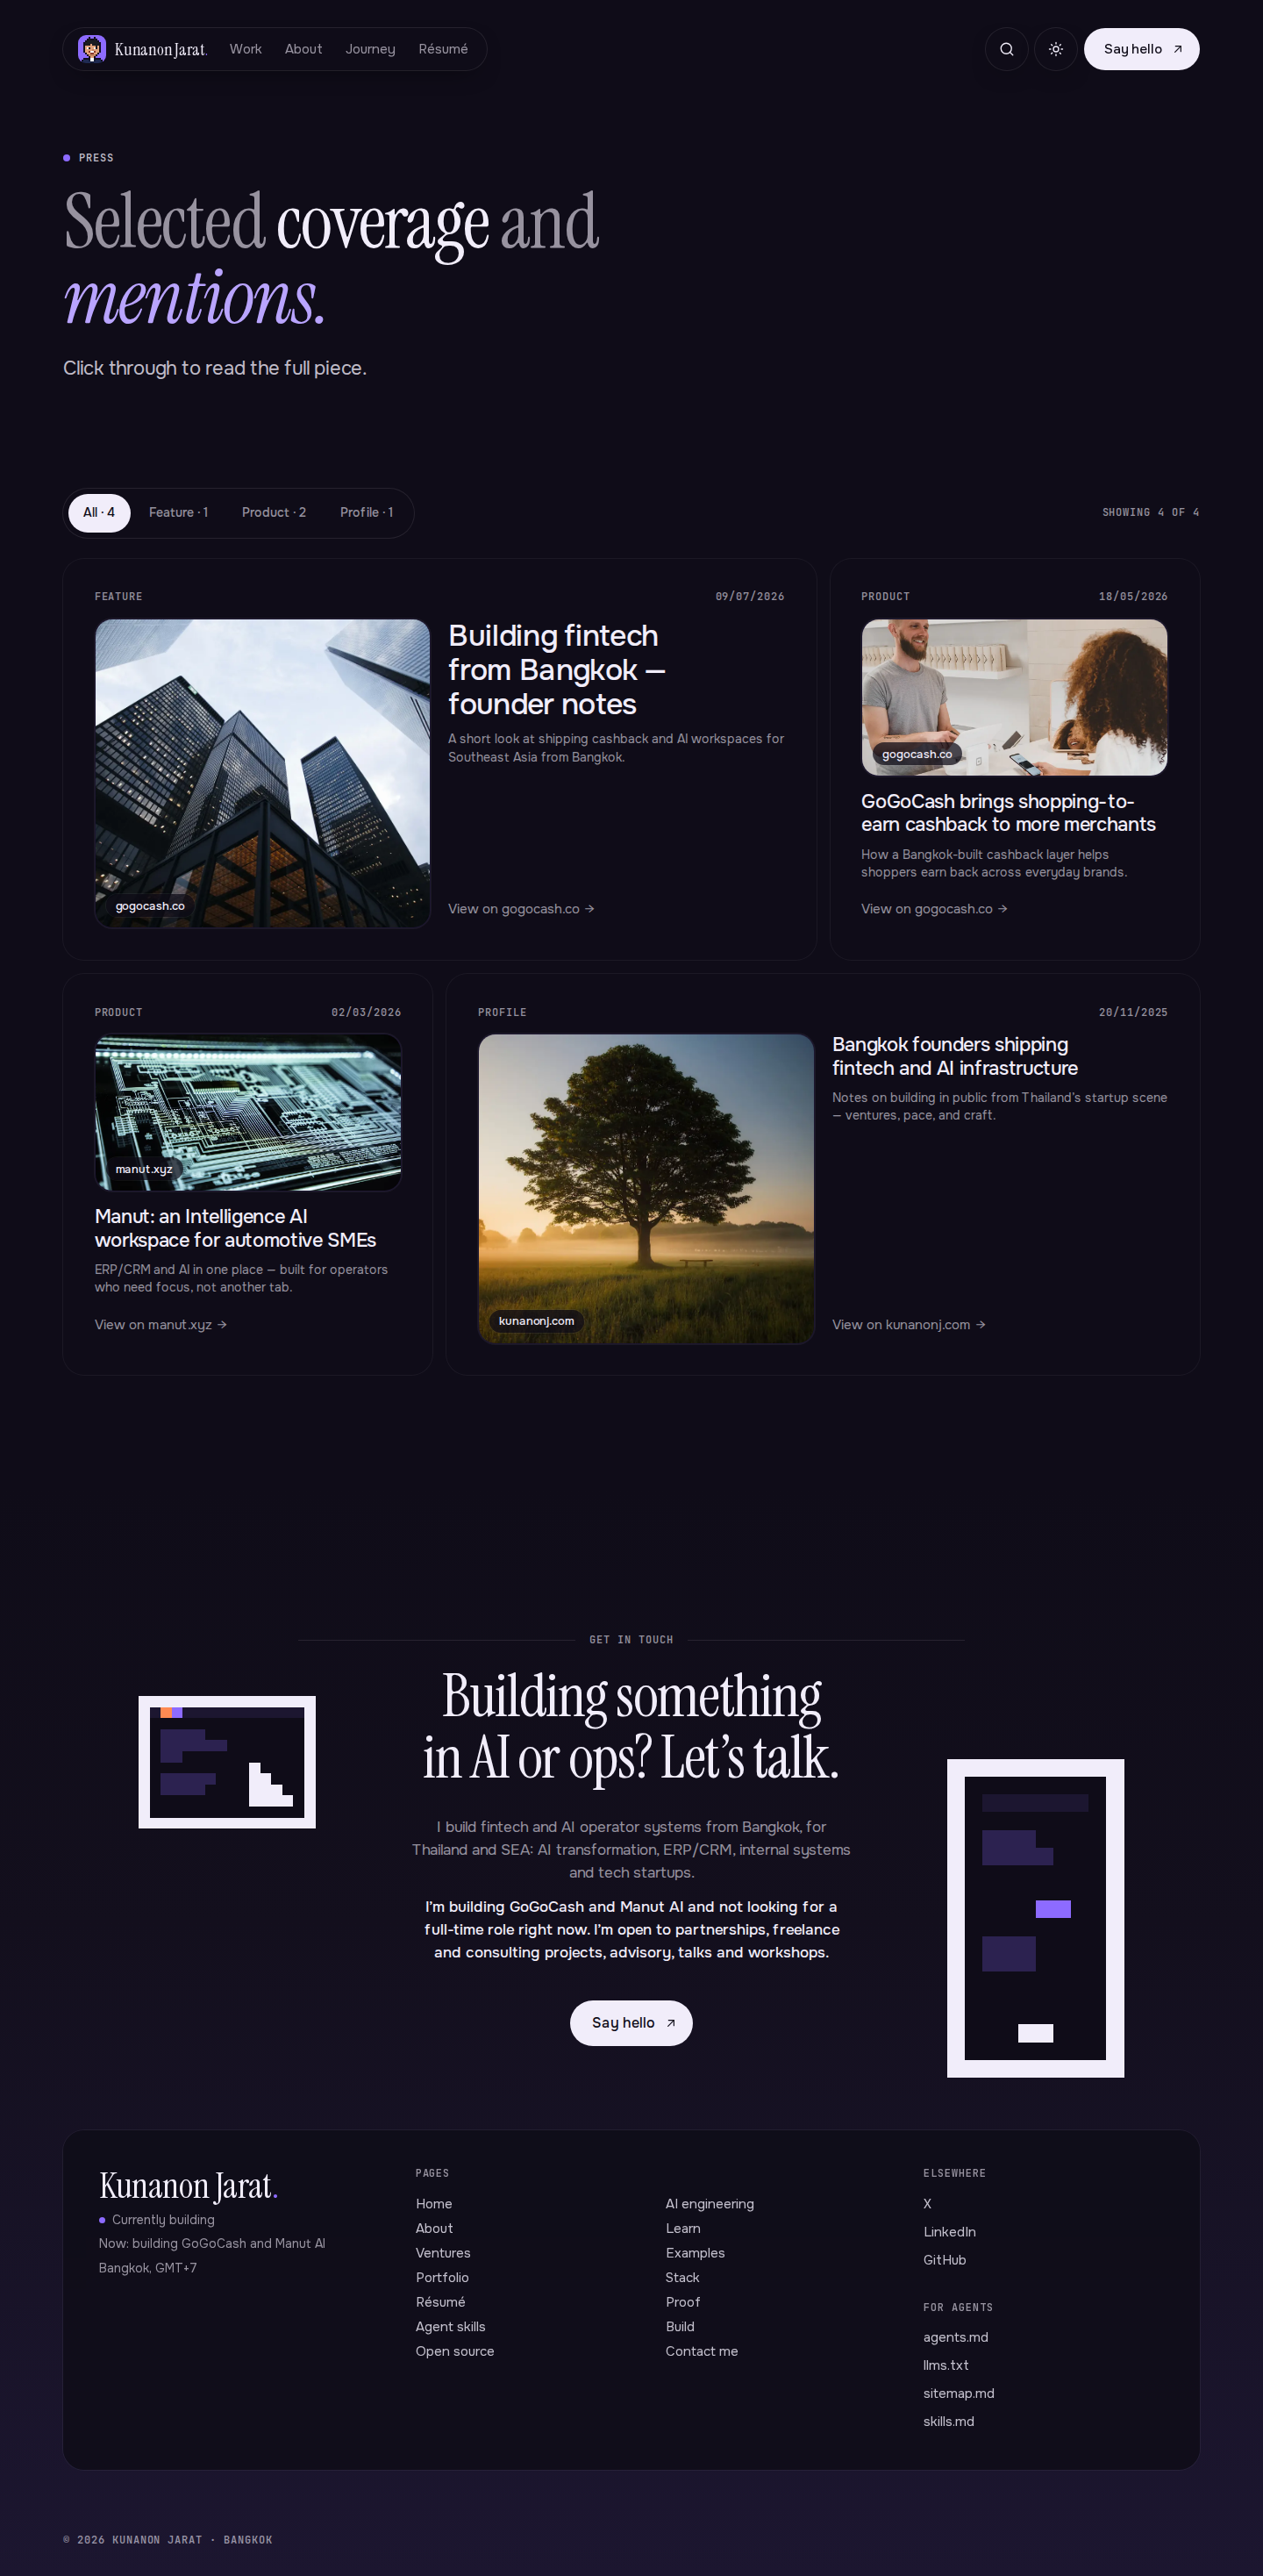 Kunanon Jarat.
Work
About
Journey
Résumé
Say hello
PRESS
Selected coverage and
mentions.
Click through to read the full piece.
All · 4
Feature · 1
Product · 2
Profile · 1
SHOWING 4 OF 4
FEATURE
09/07/2026
gogocash.co
Building fintech
from Bangkok —
founder notes
A short look at shipping cashback and AI workspaces for
Southeast Asia from Bangkok.
View on gogocash.co →
PRODUCT
18/05/2026
gogocash.co
GoGoCash brings shopping-to-
earn cashback to more merchants
How a Bangkok-built cashback layer helps
shoppers earn back across everyday brands.
View on gogocash.co →
PRODUCT
02/03/2026
manut.xyz
Manut: an Intelligence AI
workspace for automotive SMEs
ERP/CRM and AI in one place — built for operators
who need focus, not another tab.
View on manut.xyz →
PROFILE
20/11/2025
kunanonj.com
Bangkok founders shipping
fintech and AI infrastructure
Notes on building in public from Thailand’s startup scene
— ventures, pace, and craft.
View on kunanonj.com →
GET IN TOUCH
Building something
in AI or ops? Let’s talk.
I build fintech and AI operator systems from Bangkok, for
Thailand and SEA: AI transformation, ERP/CRM, internal systems
and tech startups.
I’m building GoGoCash and Manut AI and not looking for a
full-time role right now. I’m open to partnerships, freelance
and consulting projects, advisory, talks and workshops.
Say hello
Kunanon Jarat.
Currently building
Now: building GoGoCash and Manut AI
Bangkok, GMT+7
PAGES
Home
About
Ventures
Portfolio
Résumé
Agent skills
Open source
AI engineering
Learn
Examples
Stack
Proof
Build
Contact me
ELSEWHERE
X
LinkedIn
GitHub
FOR AGENTS
agents.md
llms.txt
sitemap.md
skills.md
© 2026 KUNANON JARAT · BANGKOK